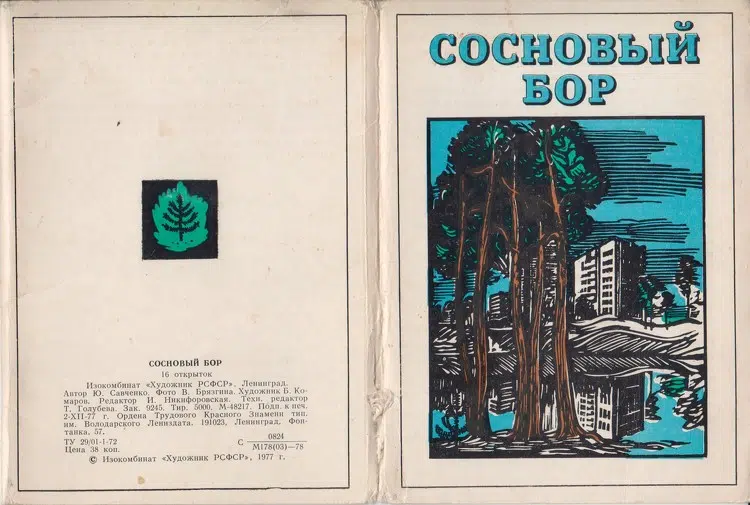 СОСНОВЫЙ
БОР
СОСНОВЫЙ БОР
16 открыток
Изокомбинат «Художник РСФСР». Ленинград.
Автор Ю. Савченко. Фото В. Брязгина. Художник Б. Ко-
маров. Редактор И. Никифоровская. Техн. редактор
Т. Голубева. Зак. 9245. Тир. 5000. М-48217. Подп. к печ.
2-XII-77 г. Ордена Трудового Красного Знамени тип.
им. Володарского Лениздата. 191023, Ленинград, Фон-
танка, 57.
ТУ 29/01-I-72
Цена 38 коп.
С 0824
М178(03)—78
© Изокомбинат «Художник РСФСР», 1977 г.